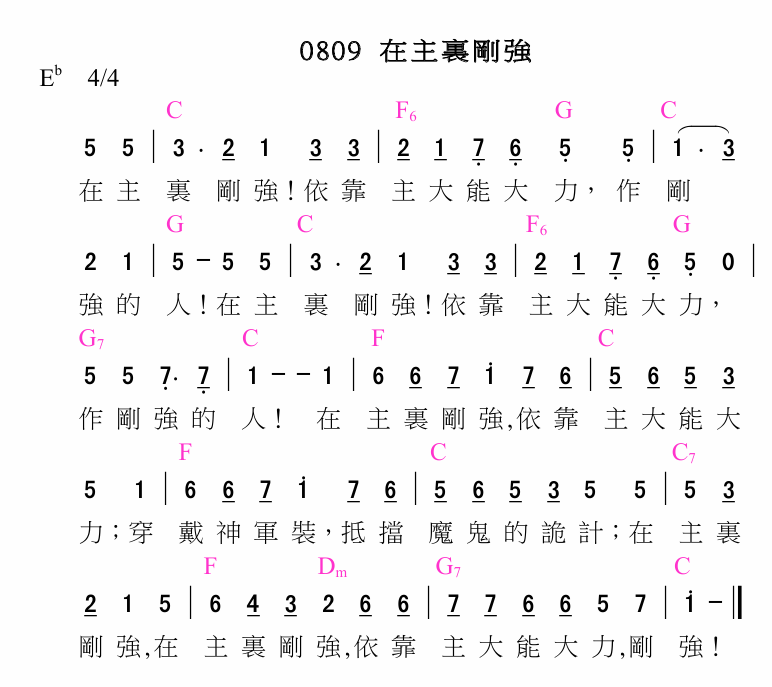 0809 在主裏剛強
E♭ 4/4
C F6 G C
5 5 | 3 · 2 1 3 3 | 2 1 7 6 5 5 | 1 · 3
在主 裏 剛強!依靠 主大能大 力，作 剛
G C F6 G
2 1 | 5 – 5 5 | 3 · 2 1 3 3 | 2 1 7 6 5 0 |
強的 人!在主 裏 剛強!依靠 主大能大力，
G7 C F C
5 5 7· 7 | 1 – – 1 | 6 6 7 i 7 6 | 5 6 5 3
作剛強的 人! 在 主裏剛強,依靠 主大能大
F C C7
5 1 | 6 6 7 i 7 6 | 5 6 5 3 5 5 | 5 3
力；穿 戴神軍裝，抵擋 魔鬼的詭計；在 主裏
F Dm G7 C
2 1 5 | 6 4 3 2 6 6 | 7 7 6 6 5 7 | i – ‖
剛強,在 主裏剛強,依靠 主大能大力,剛 強!